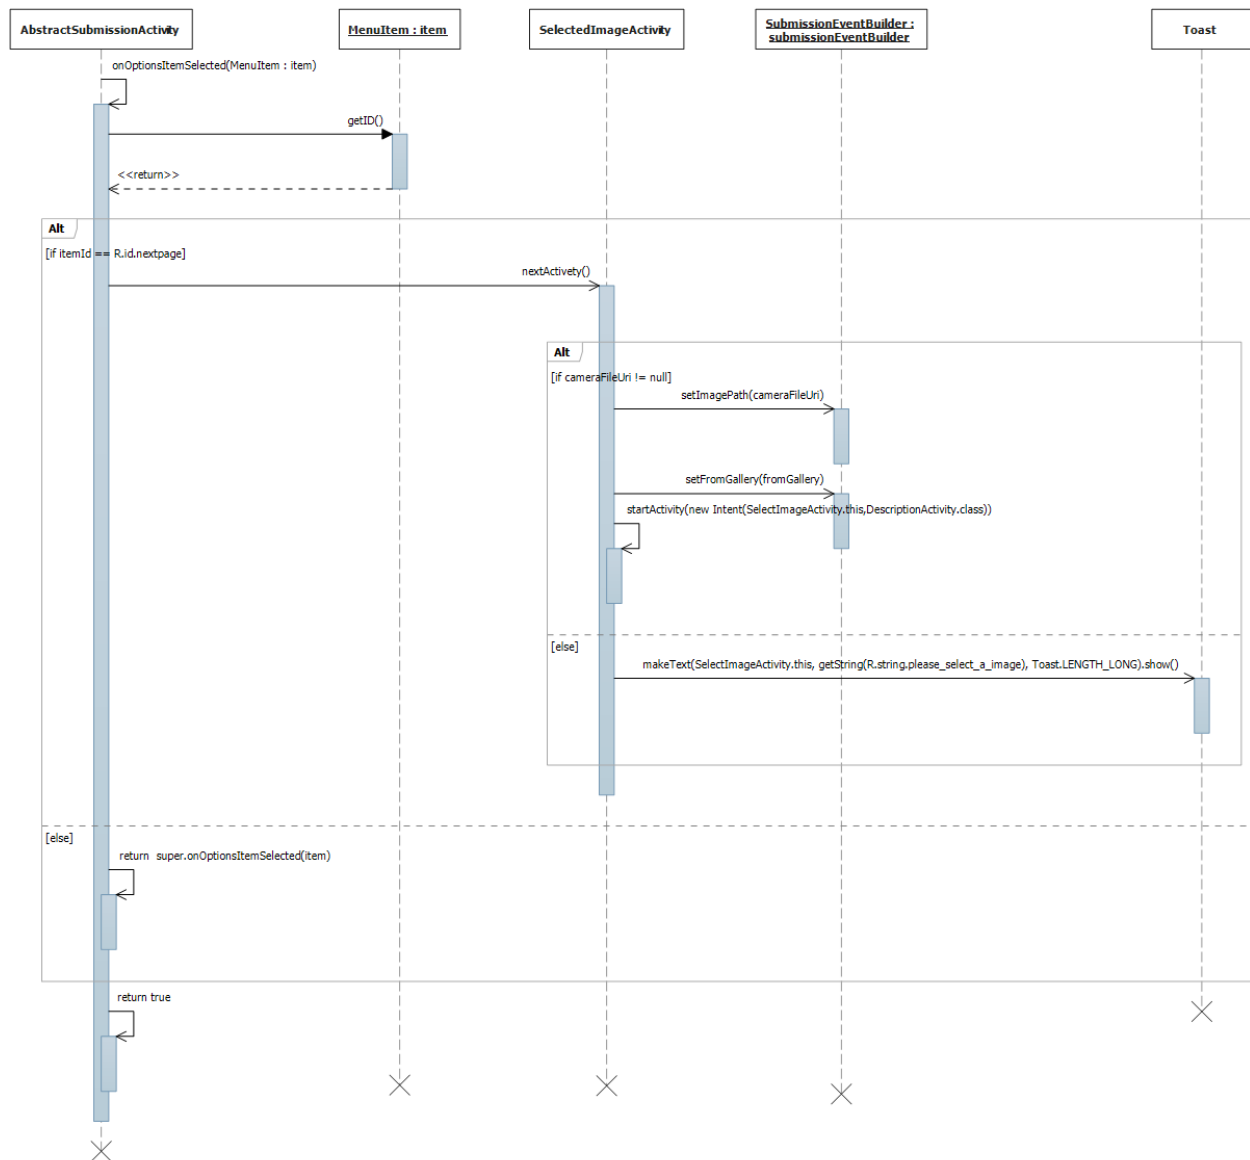 AbstractSubmissionActivity
MenuItem : item
SelectedImageActivity
SubmissionEventBuilder :
submissionEventBuilder
Toast
onOptionsItemSelected(MenuItem : item)
getID()
<<return>>
Alt
[if itemId == R.id.nextpage]
nextActivety()
Alt
[if cameraFileUri != null]
setImagePath(cameraFileUri)
setFromGallery(fromGallery)
startActivity(new Intent(SelectImageActivity.this,DescriptionActivity.class))
[else]
makeText(SelectImageActivity.this, getString(R.string.please_select_a_image), Toast.LENGTH_LONG).show()
[else]
return  super.onOptionsItemSelected(item)
return true